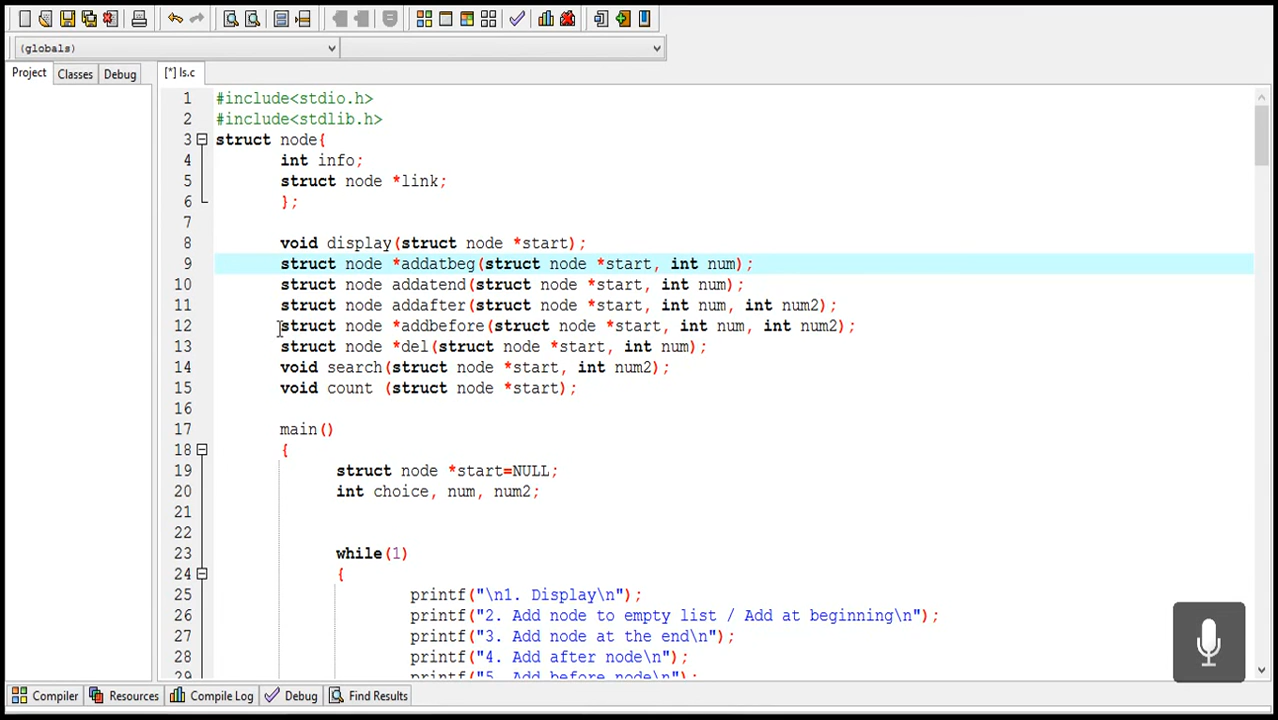 (globals)
Project Classes Debug [*] ls.c
1 #include<stdio.h>
2 #include<stdlib.h>
3 struct node{
4 int info;
5 struct node *link;
6 };
7
8 void display(struct node *start);
9 struct node *addatbeg(struct node *start, int num);
10 struct node addatend(struct node *start, int num);
11 struct node addafter(struct node *start, int num, int num2);
12 struct node *addbefore(struct node *start, int num, int num2);
13 struct node *del(struct node *start, int num);
14 void search(struct node *start, int num2);
15 void count (struct node *start);
16
17 main()
18 {
19 struct node *start=NULL;
20 int choice, num, num2;
21
22
23 while(1)
24 {
25 printf("\n1. Display\n");
26 printf("2. Add node to empty list / Add at beginning\n");
27 printf("3. Add node at the end\n");
28 printf("4. Add after node\n");
29 printf("5. Add before node\n");
Compiler Resources Compile Log Debug Find Results